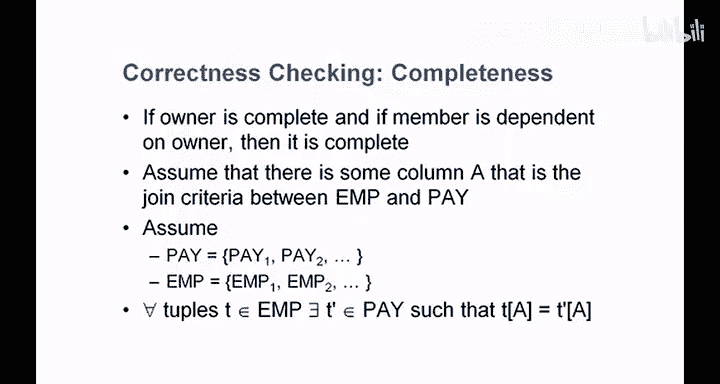 bilibili
Correctness Checking: Completeness
• If owner is complete and if member is dependent
on owner, then it is complete
• Assume that there is some column A that is the
join criteria between EMP and PAY
• Assume
– PAY = {PAY₁, PAY₂, ... }
– EMP = {EMP₁, EMP₂, ... }
• ∀ tuples t ∈ EMP ∃ t' ∈ PAY such that t[A] = t'[A]